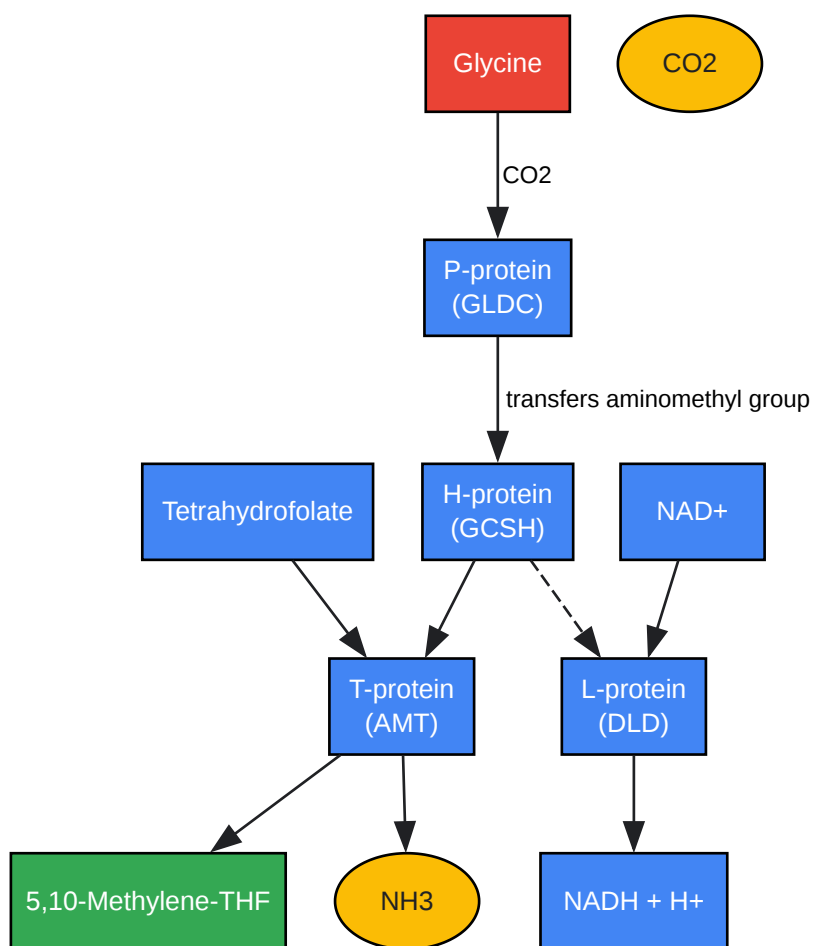 Glycine
CO2
CO2
P-protein
(GLDC)
transfers aminomethyl group
Tetrahydrofolate
H-protein
(GCSH)
NAD+
T-protein
(AMT)
L-protein
(DLD)
5,10-Methylene-THF
NH3
NADH + H+